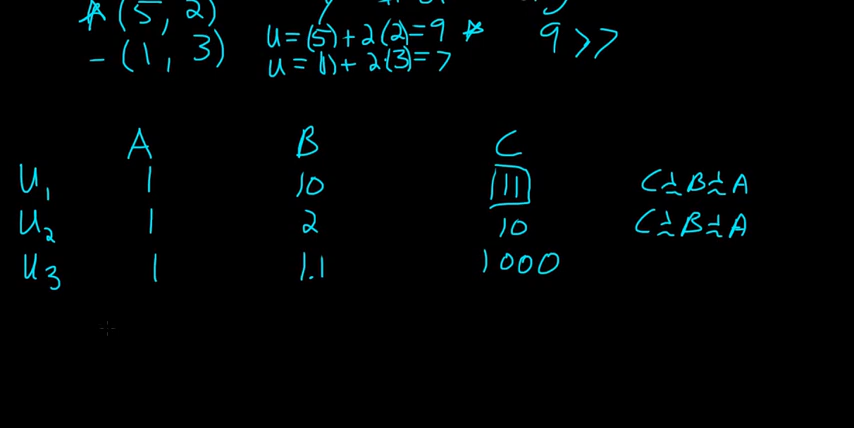 * (5, 2) u = (5) + 2(2) = 9 * 9 > 7
- (1, 3) u = (1) + 2(3) = 7
A B C
U1 1 10 11 C ≿ B ≿ A
U2 1 2 10 C ≿ B ≿ A
U3 1 1.1 1000